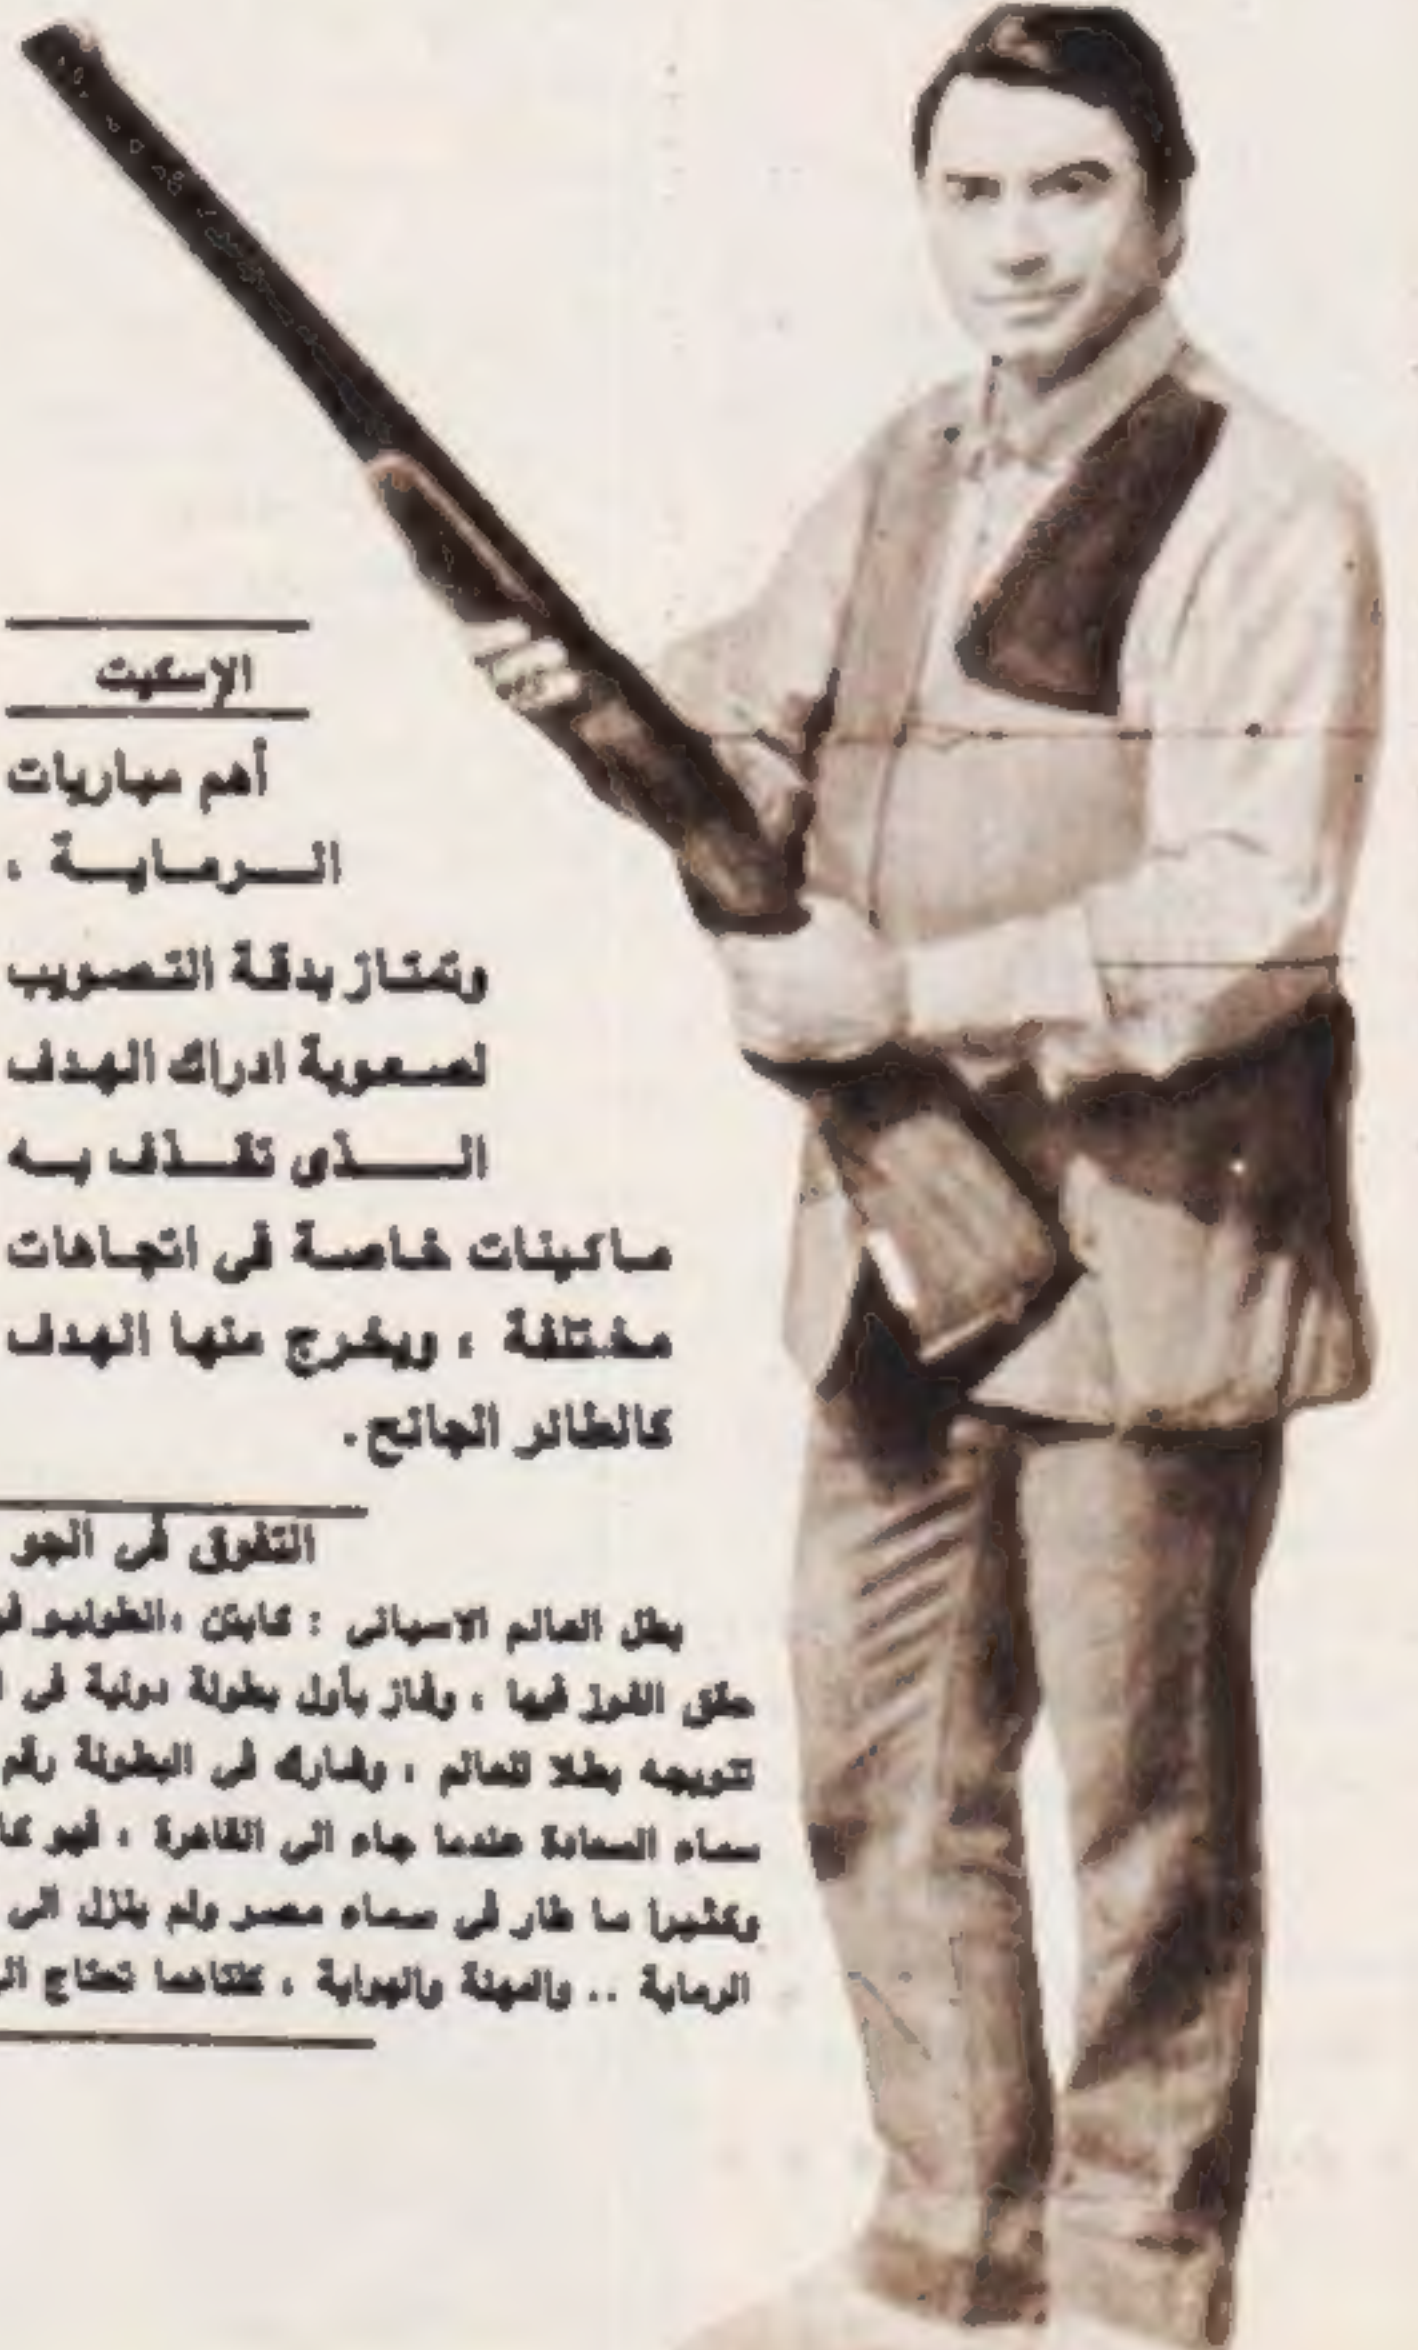 الإسكيت
أهم مباريات
الرماية ،
وتمتاز بدقة التصويب
لصعوبة ادراك الهدف
الذى تقذف به
ماكينات خاصة فى اتجاهات
مختلفة ، ويخرج منها الهدف
كالطائر الجانح .
التفوق فى الجو
بطل العالم الاسبانى : كابتن
حقق الفوز فيها ، وفاز بأول بطولة دولية فى
تتويجه بطلا للعالم ، وشارك فى البطولة رقم
سماء السعادة عندما جاء الى القاهرة ، فهو
وكثيرا ما طار فى سماء مصر ولم ينزل الى
الرماية .. والمهنة والهواية ، كلتاهما تحتاج